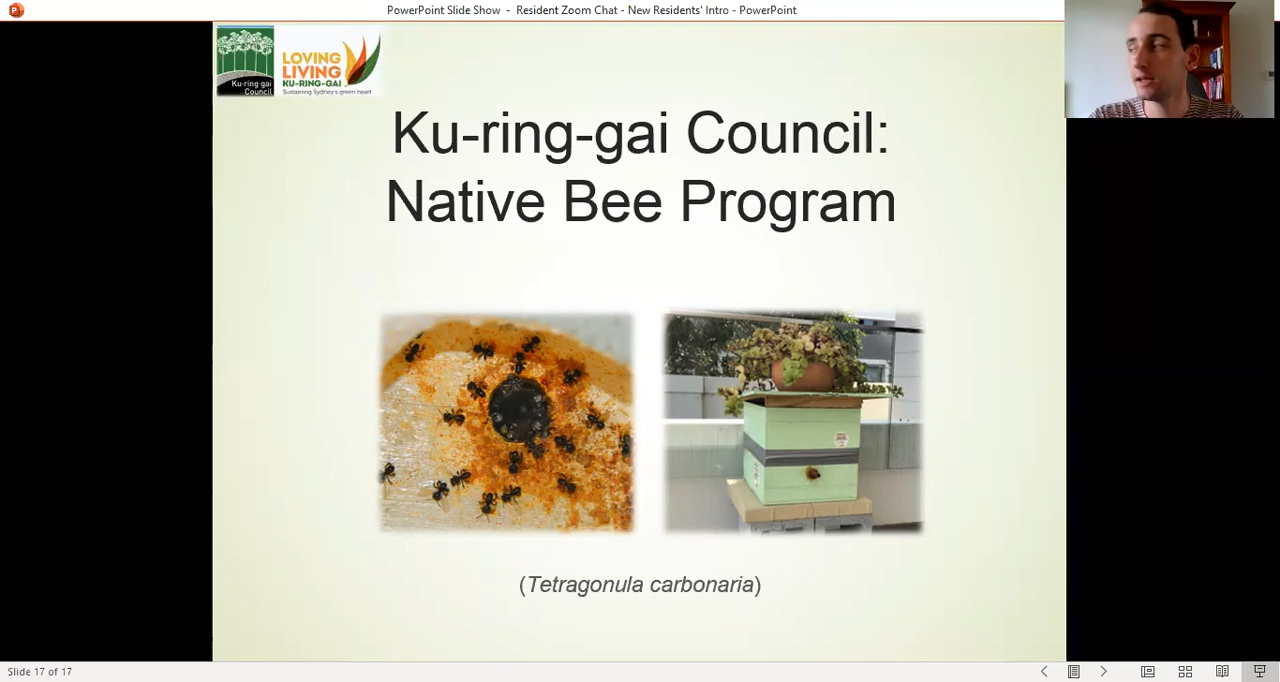 PowerPoint Slide Show - Resident Zoom Chat - New Residents' Intro - PowerPoint
Ku-ring-gai
Council
LOVING
LIVING
KU-RING-GAI
Sustaining Sydney's green heart
Ku-ring-gai Council:
Native Bee Program
(Tetragonula carbonaria)
Slide 17 of 17